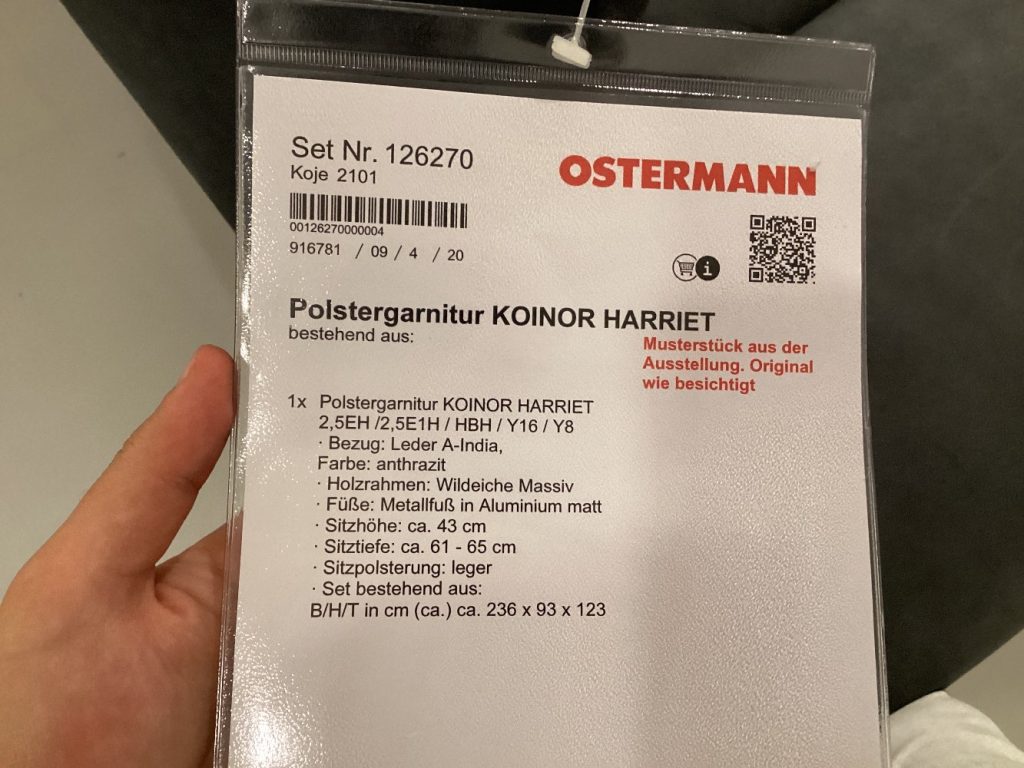 Set Nr. 126270
Koje 2101
OSTERMANN
00126270000004
916781 / 09 / 4 / 20
Polstergarnitur KOINOR HARRIET
bestehend aus:
Musterstück aus der
Ausstellung. Original
wie besichtigt
1x Polstergarnitur KOINOR HARRIET
2,5EH /2,5E1H / HBH / Y16 / Y8
· Bezug: Leder A-India,
Farbe: anthrazit
· Holzrahmen: Wildeiche Massiv
· Füße: Metallfuß in Aluminium matt
· Sitzhöhe: ca. 43 cm
· Sitztiefe: ca. 61 - 65 cm
· Sitzpolsterung: leger
· Set bestehend aus:
B/H/T in cm (ca.) ca. 236 x 93 x 123